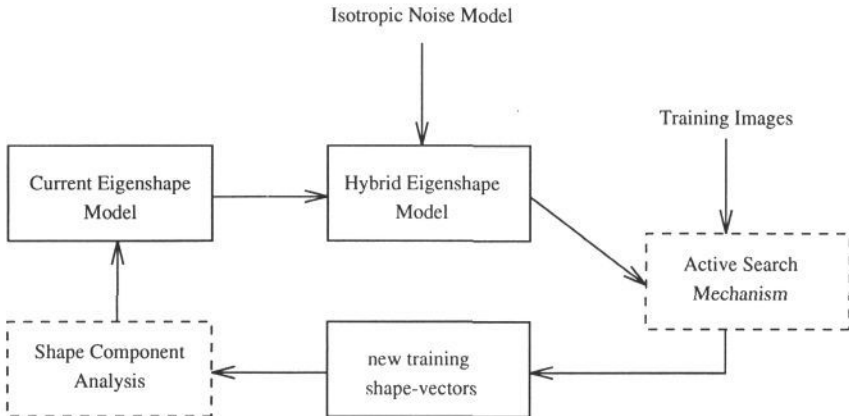 Isotropic Noise Model
Training Images
Current Eigenshape
Model
Hybrid Eigenshape
Model
Active Search
Mechanism
Shape Component
Analysis
new training
shape-vectors